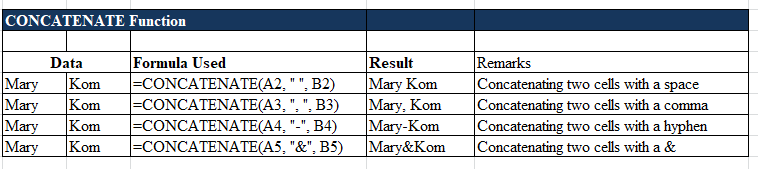 CONCATENATE Function
Data Formula Used Result Remarks
Mary Kom =CONCATENATE(A2, " ", B2) Mary Kom Concatenating two cells with a space
Mary Kom =CONCATENATE(A3, ", ", B3) Mary, Kom Concatenating two cells with a comma
Mary Kom =CONCATENATE(A4, "-", B4) Mary-Kom Concatenating two cells with a hyphen
Mary Kom =CONCATENATE(A5, "&", B5) Mary&Kom Concatenating two cells with a &